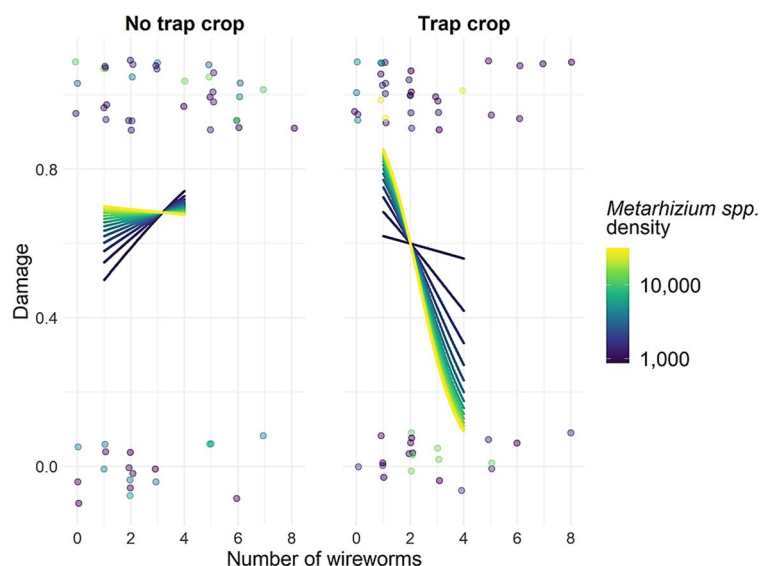 No trap crop
Trap crop
Damage
0.8
0.4
0.0
0 2 4 6 8
0 2 4 6 8
Number of wireworms
Metarhizium spp.
density
10,000
1,000